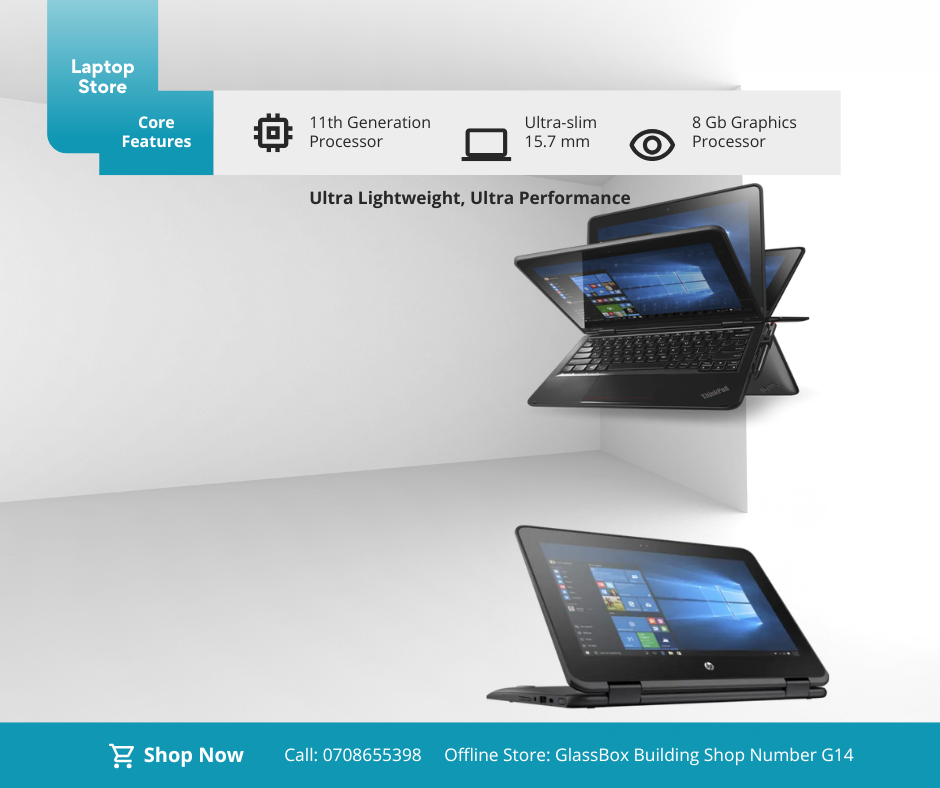 Laptop
Store
Core
Features
11th Generation
Processor
Ultra-slim
15.7 mm
8 Gb Graphics
Processor
Ultra Lightweight, Ultra Performance
ThinkPad
hp
Shop Now
Call: 0708655398
Offline Store: GlassBox Building Shop Number G14